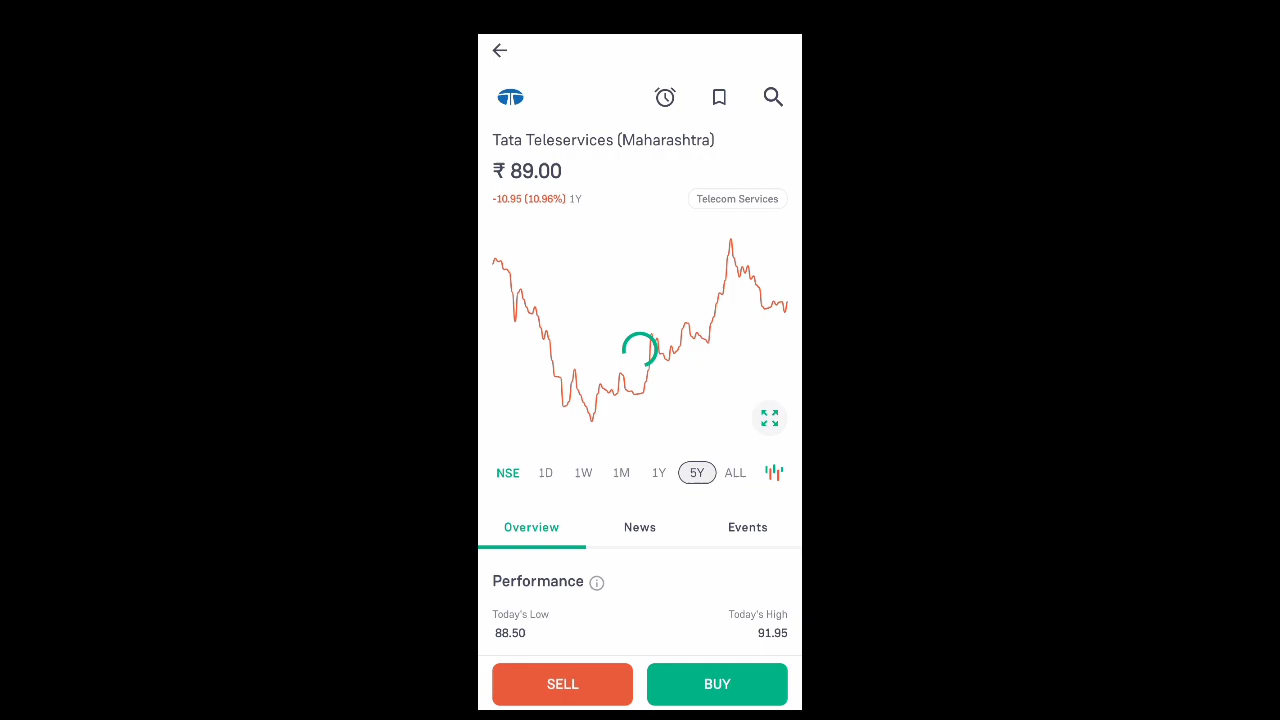 Tata Teleservices (Maharashtra)
₹ 89.00
-10.95 (10.96%) 1Y
Telecom Services
NSE 1D 1W 1M 1Y 5Y ALL
Overview News Events
Performance
Today's Low Today's High
88.50 91.95
SELL BUY